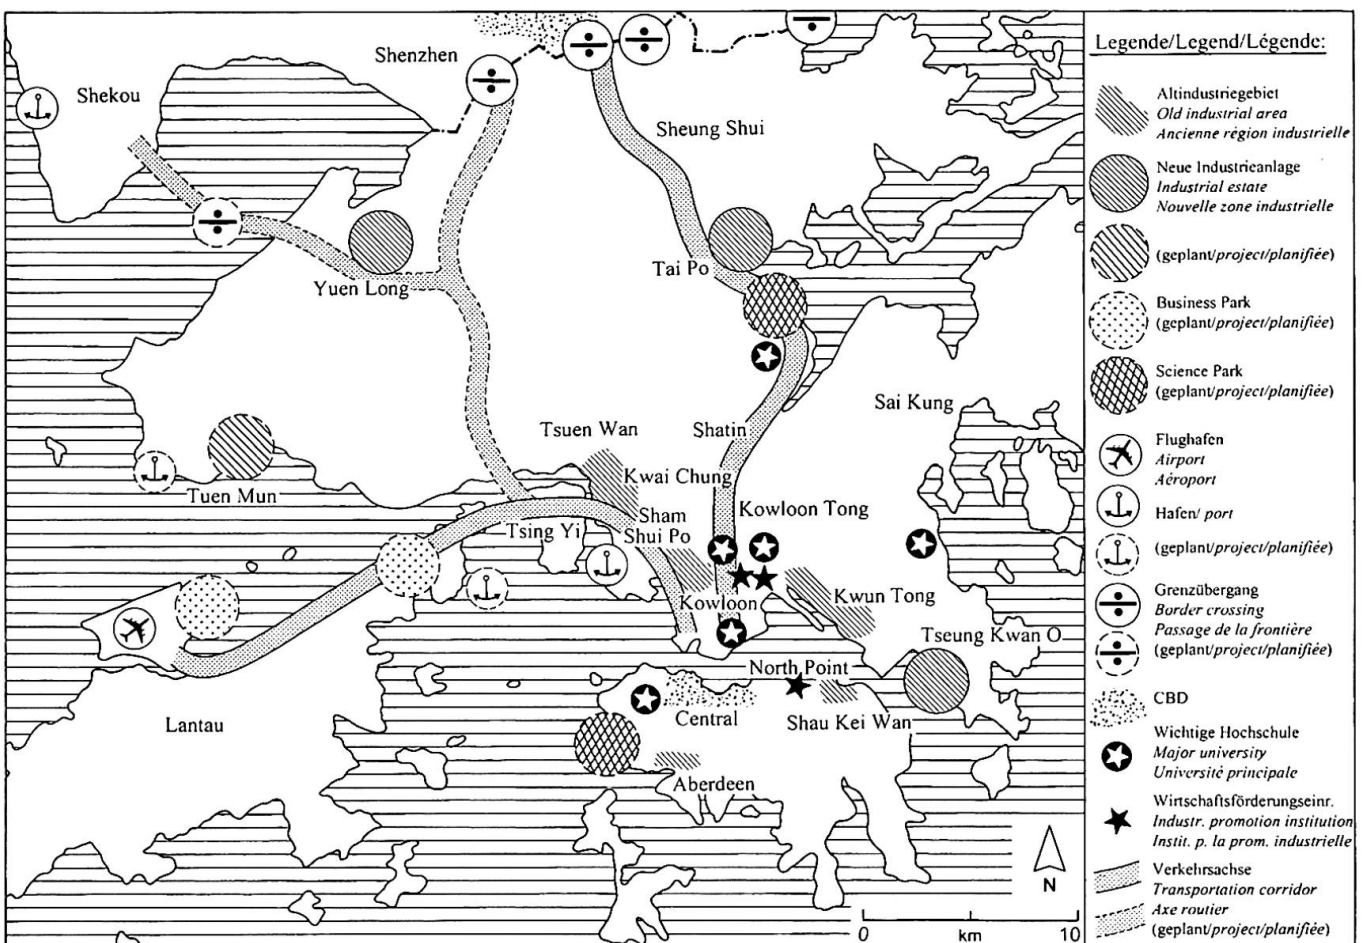 Shenzhen
Shekou
Sheung Shui
Tai Po
Yuen Long
Sai Kung
Shatin
Tsuen Wan
Kwai Chung
Tuen Mun
Kowloon Tong
Sham
Shui Po
Tsing Yi
Kwun Tong
Kowloon
Tseung Kwan O
North Point
Lantau
Central
Shau Kei Wan
Aberdeen
N
0 km 10
Legende/Legend/Légende:
Altindustriegebiet
Old industrial area
Ancienne région industrielle
Neue Industrieanlage
Industrial estate
Nouvelle zone industrielle
(geplant/project/planifiée)
Business Park
(geplant/project/planifiée)
Science Park
(geplant/project/planifiée)
Flughafen
Airport
Aéroport
Hafen/ port
(geplant/project/planifiée)
Grenzübergang
Border crossing
Passage de la frontière
(geplant/project/planifiée)
CBD
Wichtige Hochschule
Major university
Université principale
Wirtschaftsförderungseinr.
Industr. promotion institution
Instit. p. la prom. industrielle
Verkehrsachse
Transportation corridor
Axe routier
(geplant/project/planifiée)